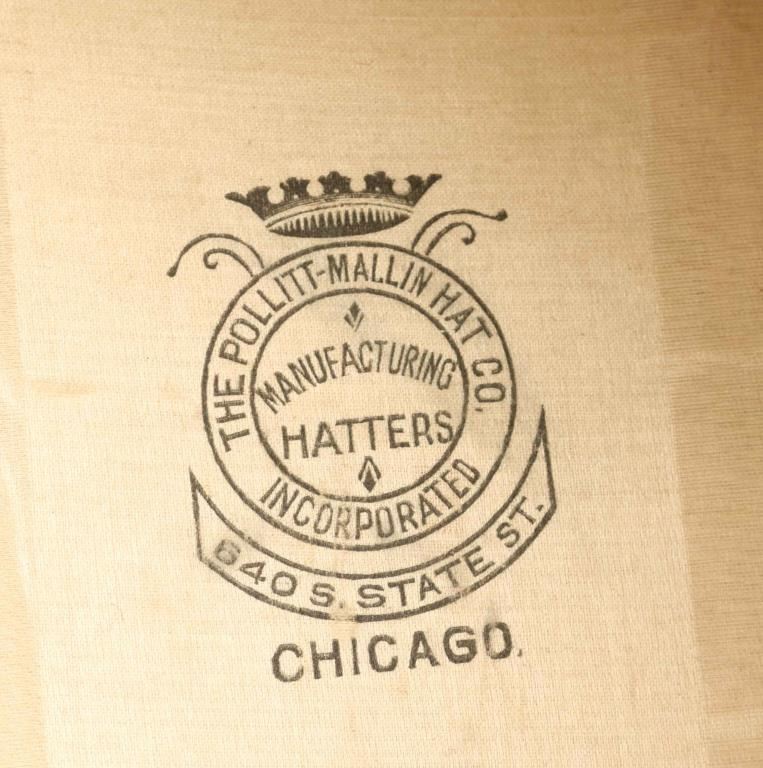 THE POLLITT-MALLIN HAT CO.
MANUFACTURING
HATTERS
INCORPORATED
640 S. STATE ST.
CHICAGO.